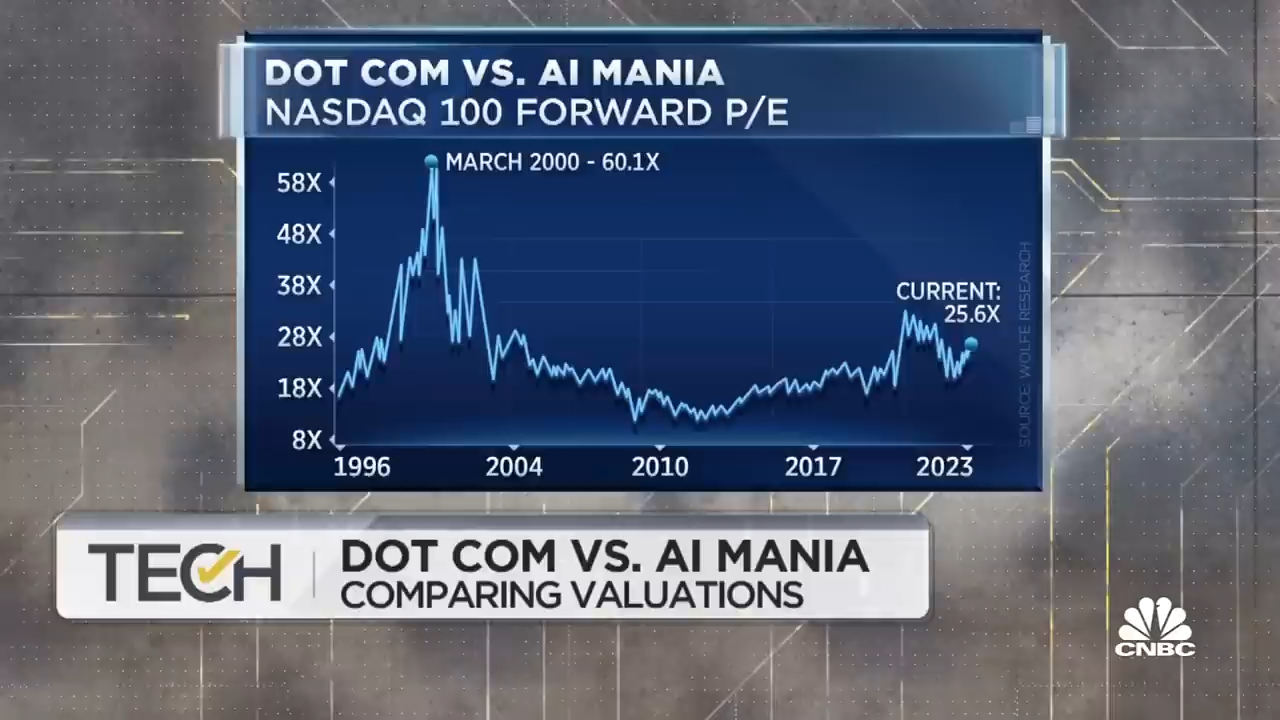 DOT COM VS. AI MANIA
NASDAQ 100 FORWARD P/E
MARCH 2000 - 60.1X
58X
48X
38X
28X
18X
8X
CURRENT:
25.6X
SOURCE: WOLFE RESEARCH
1996 2004 2010 2017 2023
TECH
DOT COM VS. AI MANIA
COMPARING VALUATIONS
CNBC